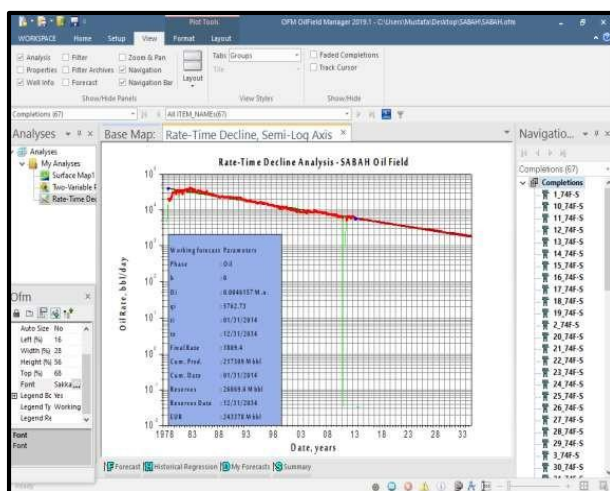 Plot Tools
OFM OilField Manager 2019.1 - C:\Users\Mustafa\Desktop\SABAH\SABAH.ofm
WORKSPACE Home Setup View Format Layout
Analysis Filter Zoom & Pan
Properties Filter Archives Navigation
Well Info Forecast Navigation Bar
Show/Hide Panels
Layout
Tabs Groups
Tile
View Styles
Faded Completions
Track Cursor
Show/Hide
Completions (67)
All ITEM_NAMEs(67)
Analyses
Analyses
My Analyses
Surface Map1
Two-Variable
Rate-Time Dec
Base Map: Rate-Time Decline, Semi-Log Axis
Rate-Time Decline Analysis - SABAH Oil Field
Oil Rate, bbl/day
Working Forecast Parameters
Phase : Oil
b : 0
Di
qi : 5762.73
ti : 01/31/2014
te : 12/31/2034
Final Rate
Cum. Prod.
Cum. Date : 01/31/2014
Reserves
Reserves Date
EUR
1978 83 88 93 98 03 08 13 18 23 28 33
Date, years
Forecast Historical Regression My Forecasts Summary
Ofm
Auto Size No
Left (%) 16
Width (%) 28
Height (%) 56
Top (%) 68
Font Sakka
Legend Bc Yes
Legend Ty Working
Legend Re
Font
Font
Navigatio...
Completions (67)
Completions
1_74F-S
10_74F-S
11_74F-S
12_74F-S
13_74F-S
14_74F-S
15_74F-S
16_74F-S
17_74F-S
18_74F-S
19_74F-S
2_74F-S
20_74F-S
21_74F-S
22_74F-S
23_74F-S
24_74F-S
25_74F-S
26_74F-S
27_74F-S
28_74F-S
29_74F-S
3_74F-S
30_74F-S